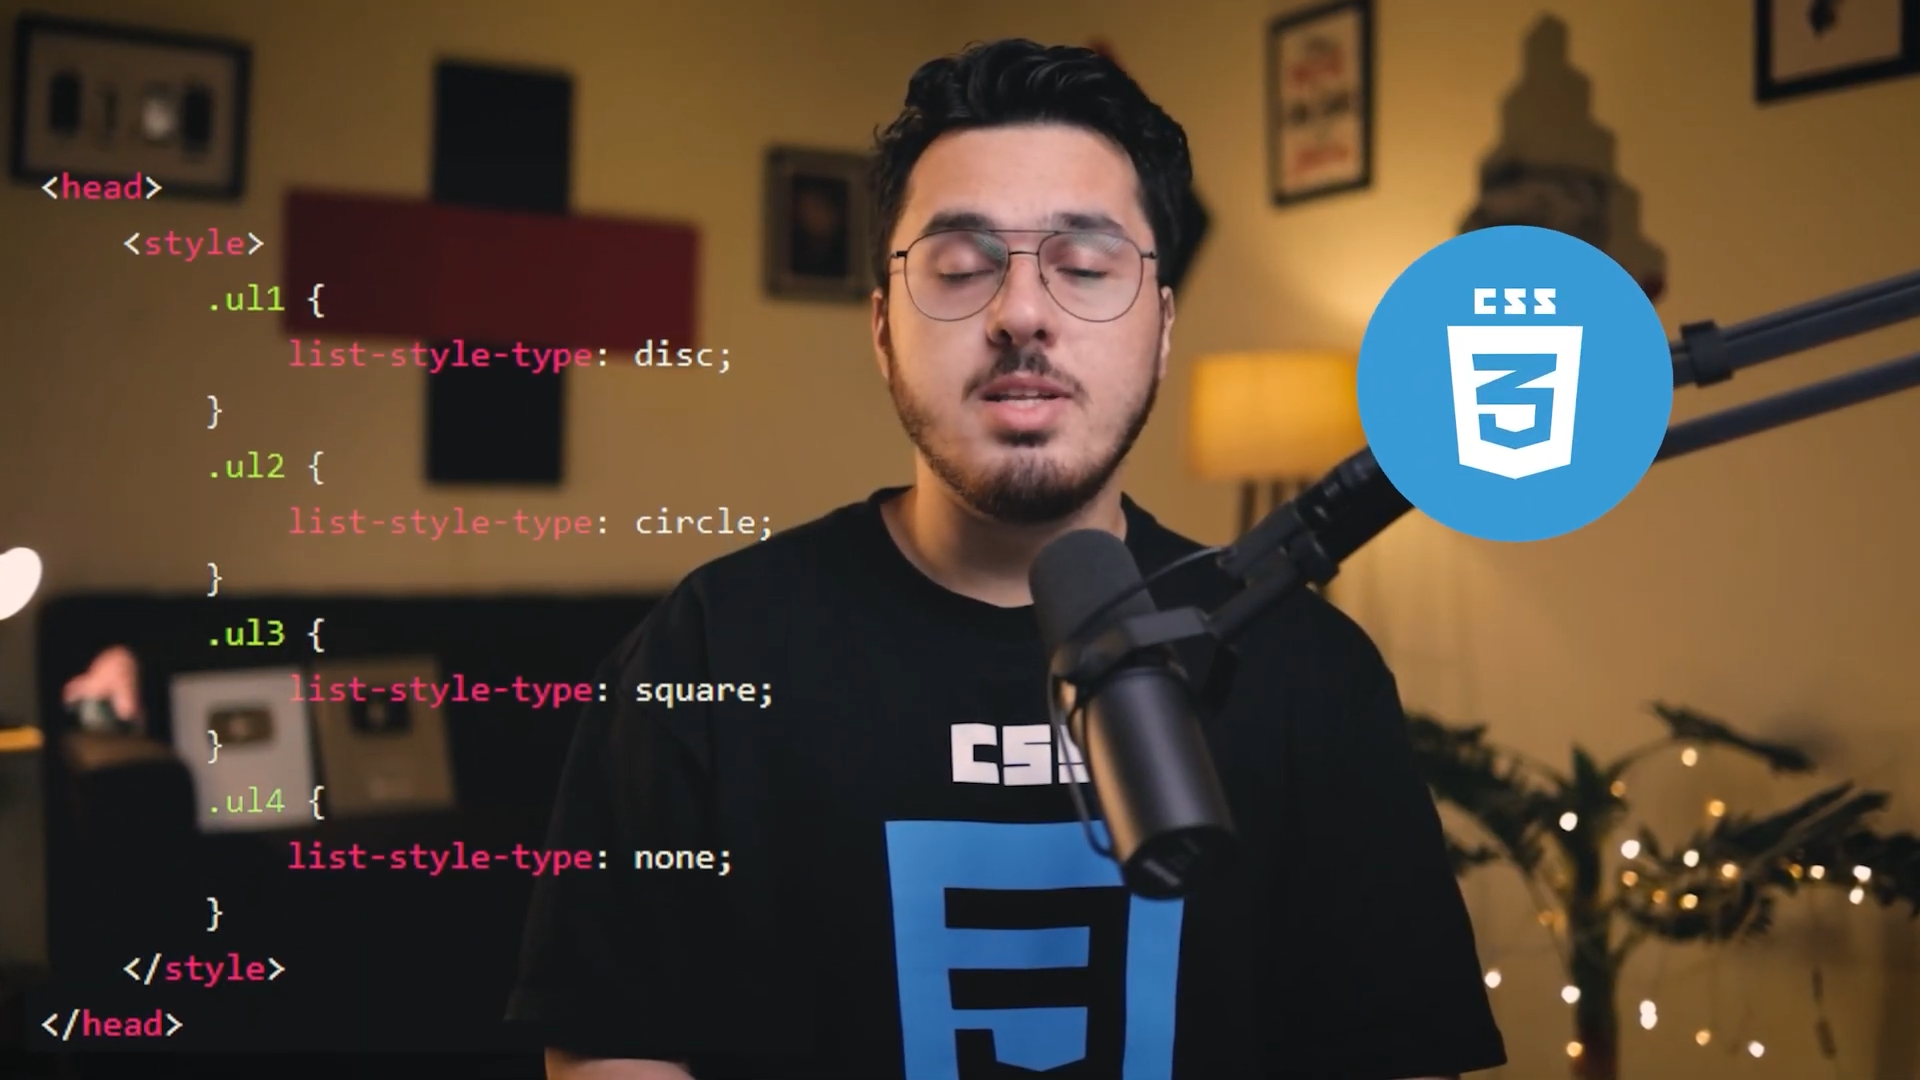 <head>
<style>
.ul1 {
list-style-type: disc;
}
.ul2 {
list-style-type: circle;
}
.ul3 {
list-style-type: square;
}
.ul4 {
list-style-type: none;
}
</style>
</head>
CSS
CSS